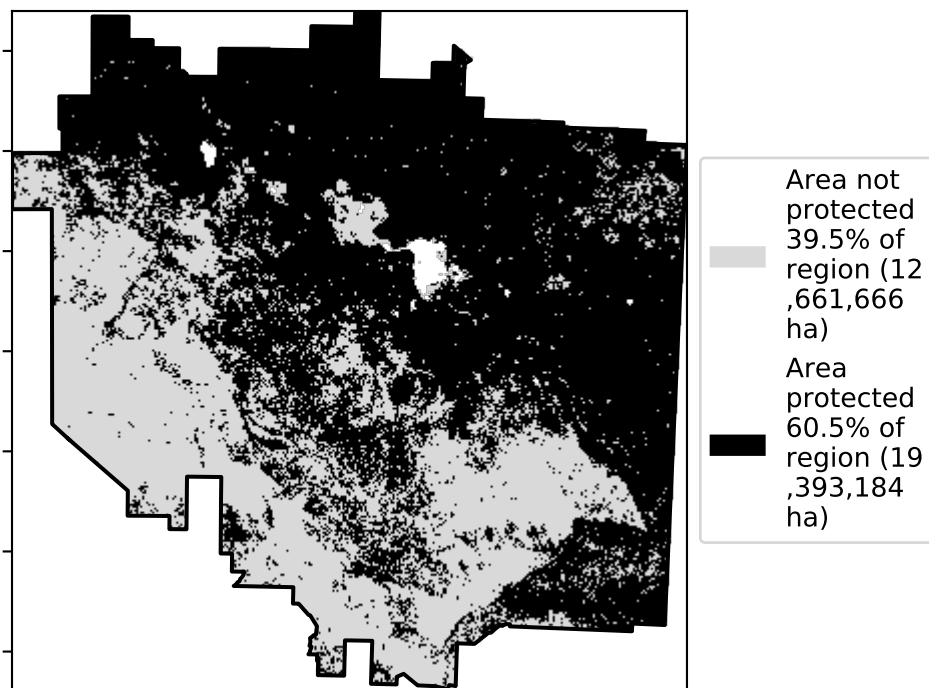 Area not
protected
39.5% of
region (12
,661,666
ha)
Area
protected
60.5% of
region (19
,393,184
ha)